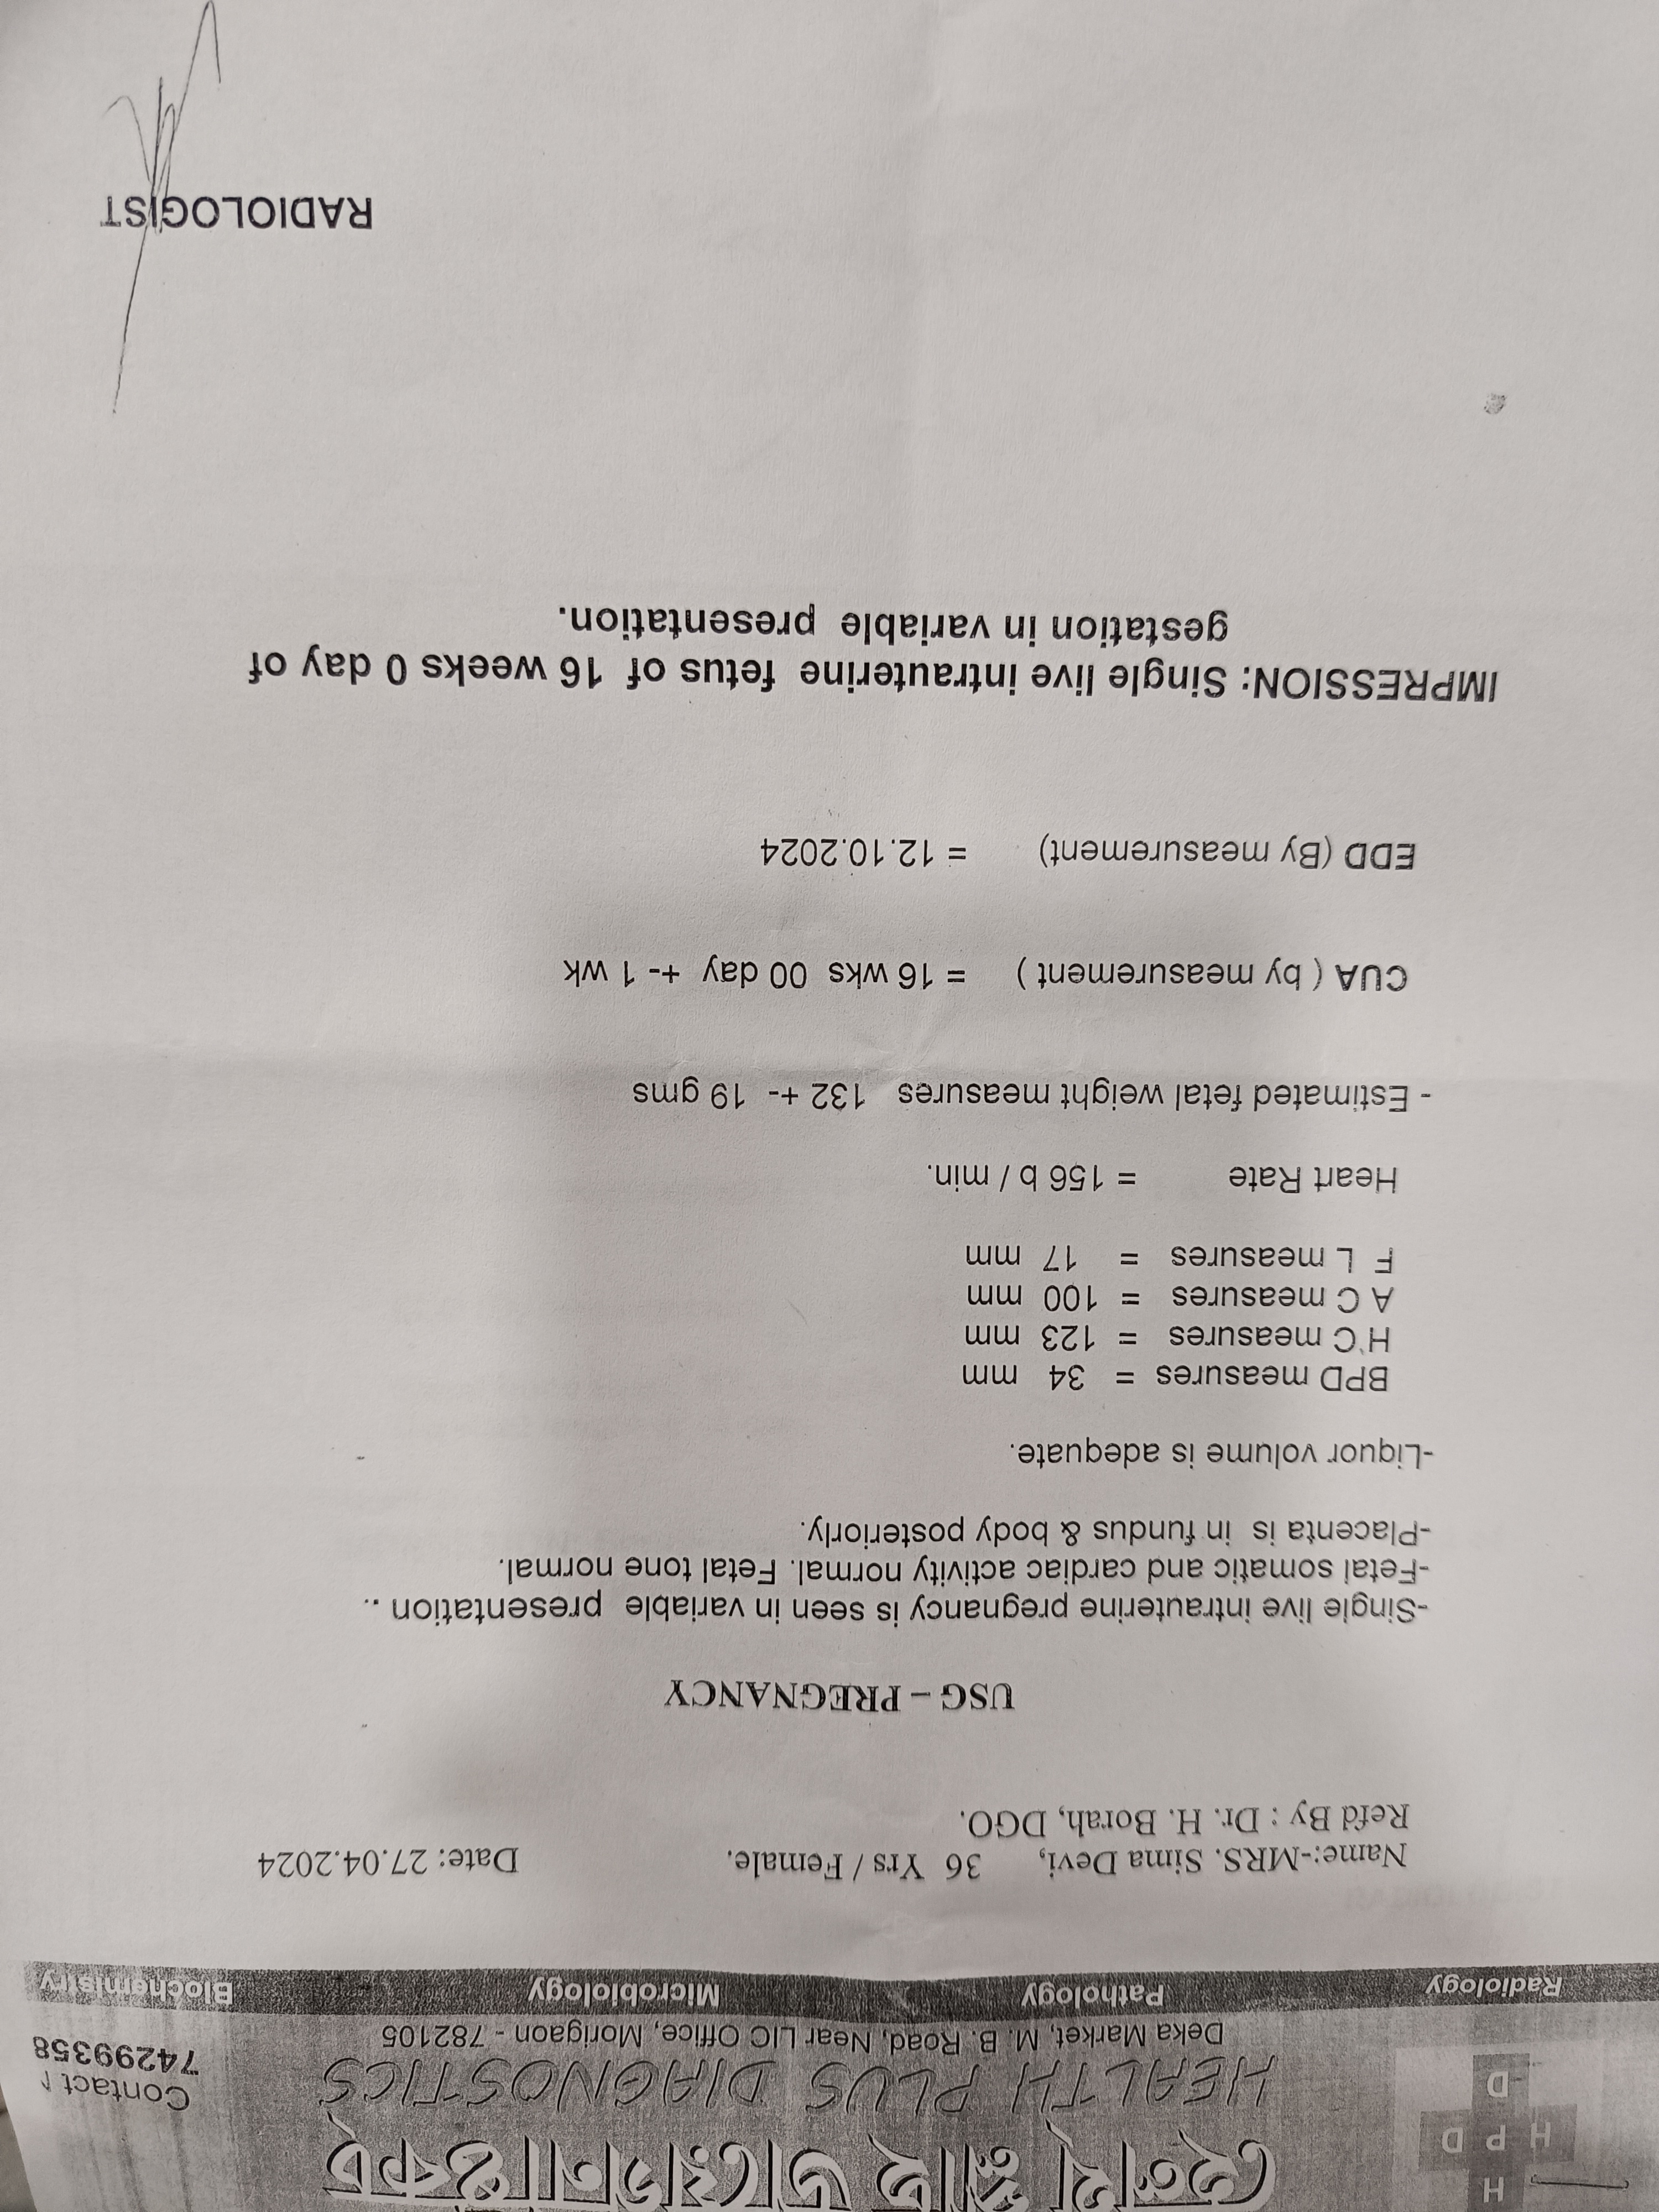 হেল্থ প্লাছ ডায়েগনোষ্টিকচ্
H
H P D
D
HEALTH PLUS DIAGNOSTICS
Contact
74299358
Deka Market, M. B. Road, Near LIC Office, Morigaon - 782105
Radiology Pathology Microbiology Biochemistry
Name:-MRS. Sima Devi, 36 Yrs / Female. Date: 27.04.2024
Refd By : Dr. H. Borah, DGO.
USG – PREGNANCY
-Single live intrauterine pregnancy is seen in variable presentation ..
-Fetal somatic and cardiac activity normal. Fetal tone normal.
-Placenta is in fundus & body posteriorly.
-Liquor volume is adequate.
BPD measures = 34 mm
H C measures = 123 mm
A C measures = 100 mm
F L measures = 17 mm
Heart Rate = 156 b / min.
- Estimated fetal weight measures 132 +- 19 gms
CUA ( by measurement ) = 16 wks 00 day +- 1 wk
EDD (By measurement) = 12.10.2024
IMPRESSION: Single live intrauterine fetus of 16 weeks 0 day of
gestation in variable presentation.
RADIOLOGIST